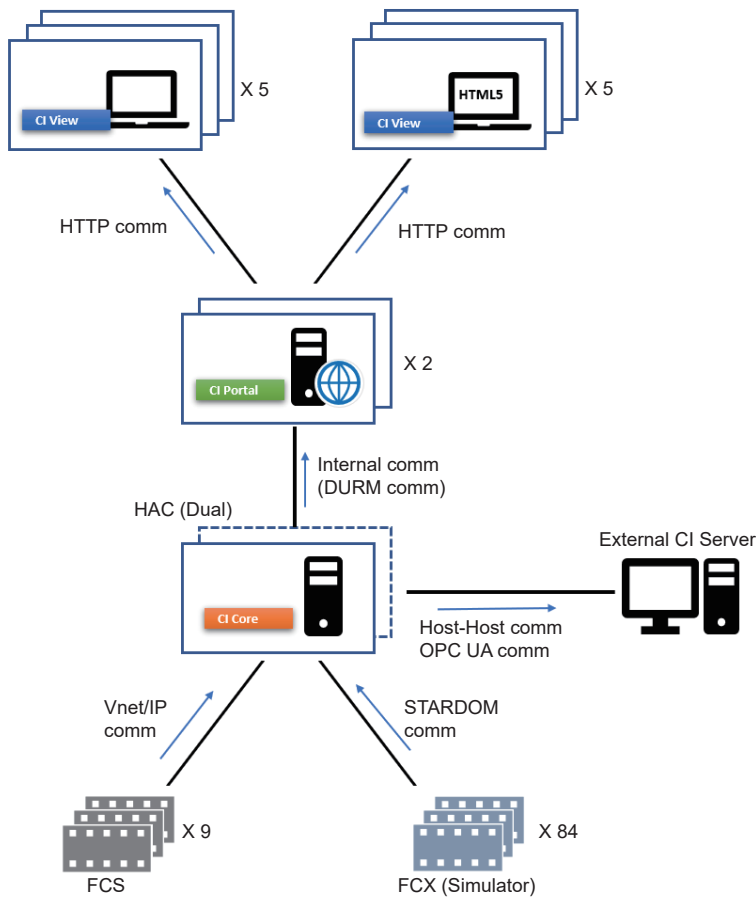 X 5
CI View
HTML5
X 5
CI View
HTTP comm
HTTP comm
X 2
CI Portal
Internal comm
(DURM comm)
HAC (Dual)
External CI Server
CI Core
Host-Host comm
OPC UA comm
Vnet/IP
comm
STARDOM
comm
X 9
X 84
FCS
FCX (Simulator)